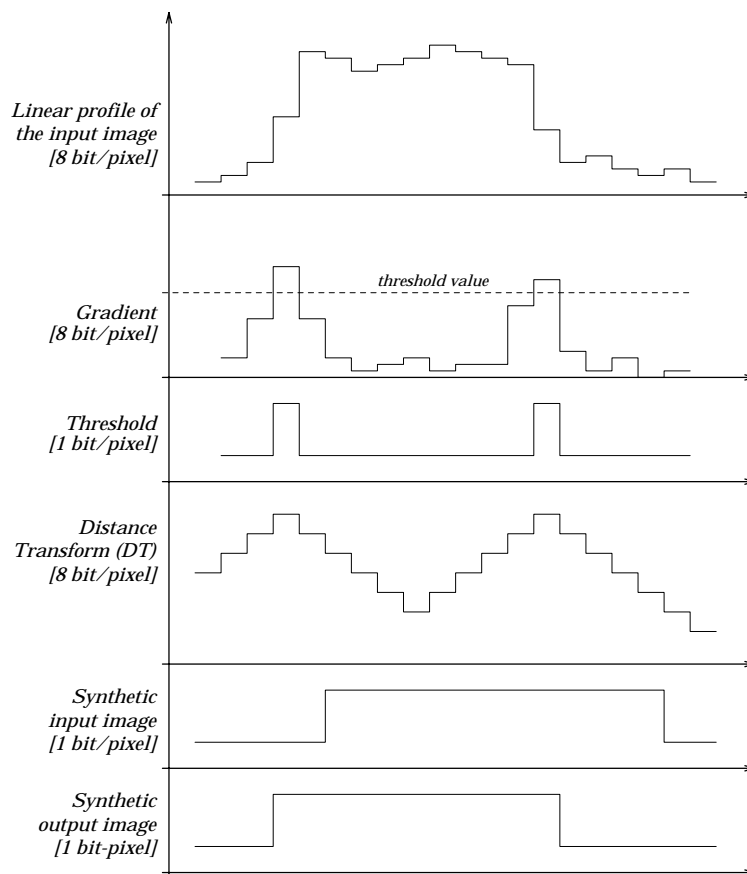 Linear profile of
the input image
[8 bit/pixel]
threshold value
Gradient
[8 bit/pixel]
Threshold
[1 bit/pixel]
Distance
Transform (DT)
[8 bit/pixel]
Synthetic
input image
[1 bit/pixel]
Synthetic
output image
[1 bit-pixel]